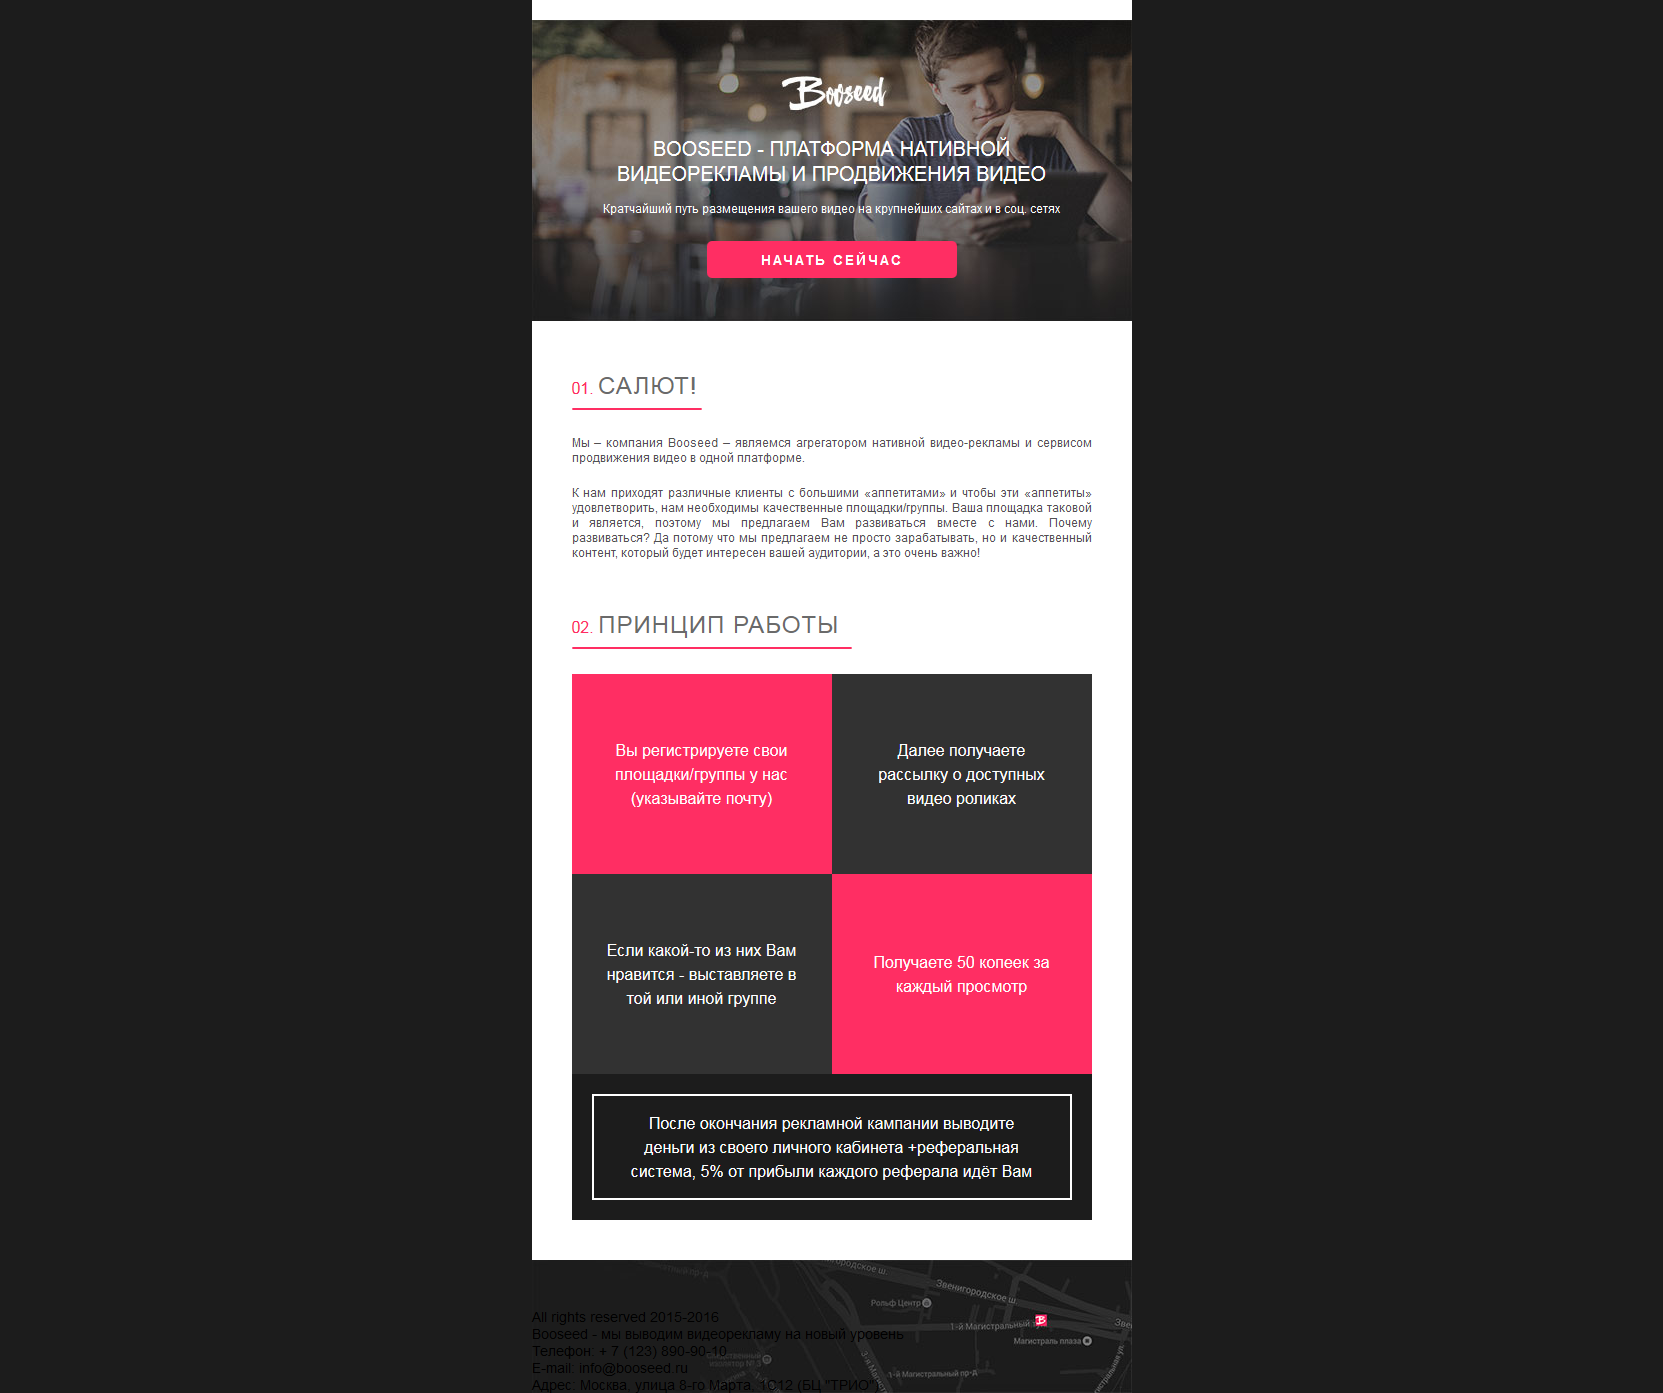 Booseed
BOOSEED - ПЛАТФОРМА НАТИВНОЙ
ВИДЕОРЕКЛАМЫ И ПРОДВИЖЕНИЯ ВИДЕО
Кратчайший путь размещения вашего видео на крупнейших сайтах и в соц. сетях
НАЧАТЬ СЕЙЧАС
01. САЛЮТ!
Мы – компания Booseed – являемся агрегатором нативной видео-рекламы и сервисом
продвижения видео в одной платформе.
К нам приходят различные клиенты с большими «аппетитами» и чтобы эти «аппетиты»
удовлетворить, нам необходимы качественные площадки/группы. Ваша площадка таковой
и является, поэтому мы предлагаем Вам развиваться вместе с нами. Почему
развиваться? Да потому что мы предлагаем не просто зарабатывать, но и качественный
контент, который будет интересен вашей аудитории, а это очень важно!
02. ПРИНЦИП РАБОТЫ
Вы регистрируете свои
площадки/группы у нас
(указывайте почту)
Далее получаете
рассылку о доступных
видео роликах
Если какой-то из них Вам
нравится - выставляете в
той или иной группе
Получаете 50 копеек за
каждый просмотр
После окончания рекламной кампании выводите
деньги из своего личного кабинета +реферальная
система, 5% от прибыли каждого реферала идёт Вам
Звенигородское ш.
Рольф Центр
1-й Магистральный
Магистраль плаза
1-й Магистральный пр-д
All rights reserved 2015-2016
Booseed - мы выводим видеорекламу на новый уровень
Телефон: + 7 (123) 890-90-10
E-mail: info@booseed.ru
Адрес: Москва, улица 8-го Марта, 1С12 (БЦ "ТРИО")